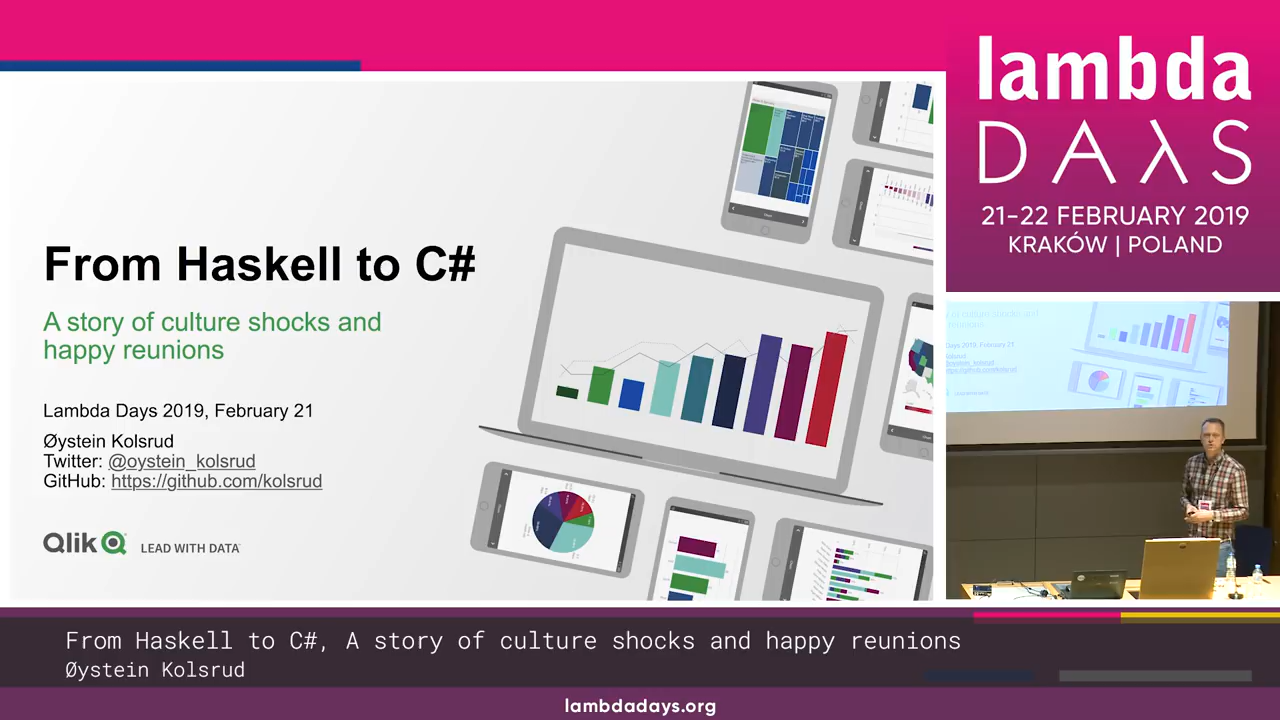 From Haskell to C#
A story of culture shocks and
happy reunions
Lambda Days 2019, February 21
Øystein Kolsrud
Twitter: @oystein_kolsrud
GitHub: https://github.com/kolsrud
Qlik LEAD WITH DATA
lambda
DAλS
21-22 FEBRUARY 2019
KRAKÓW | POLAND
From Haskell to C#, A story of culture shocks and happy reunions
Øystein Kolsrud
lambdadays.org